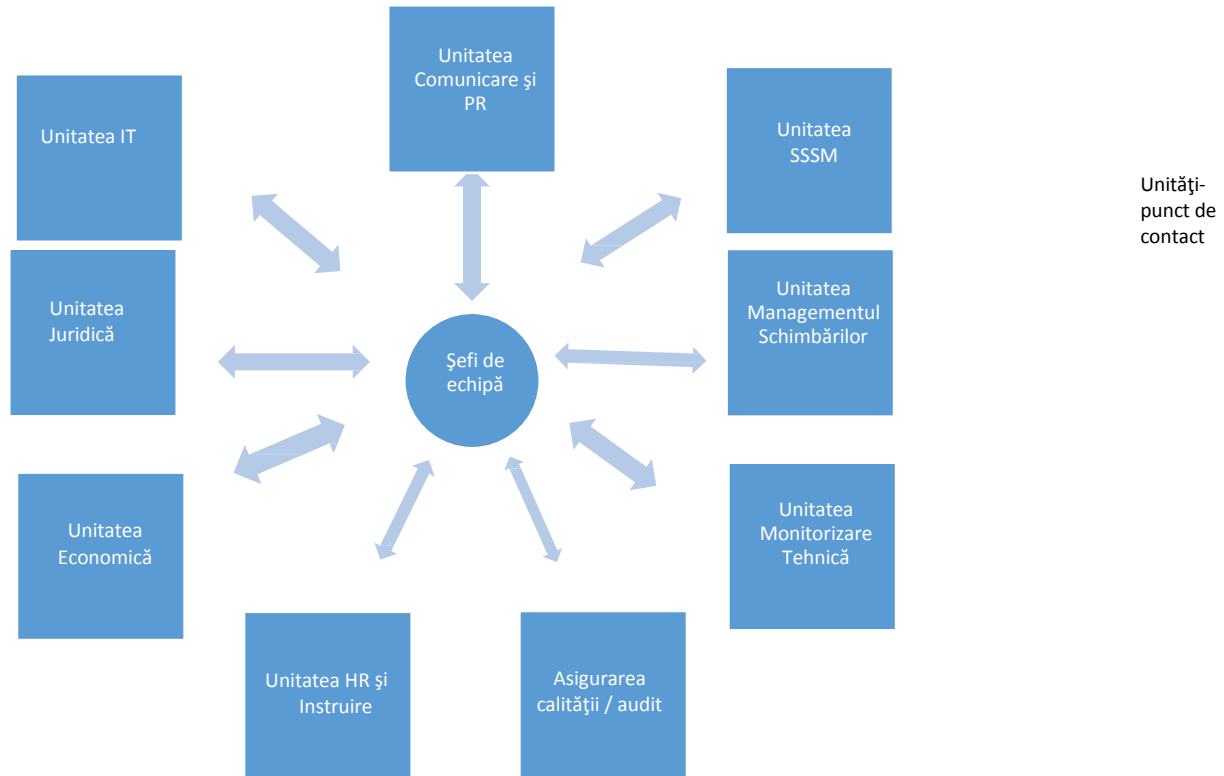 Unitatea
Comunicare şi
PR
Unitatea IT
Unitatea
SSSM
Unităţi-
punct de
contact
Unitatea
Juridică
Unitatea
Managementul
Schimbărilor
Şefi de
echipă
Unitatea
Economică
Unitatea
Monitorizare
Tehnică
Unitatea HR şi
Instruire
Asigurarea
calităţii / audit